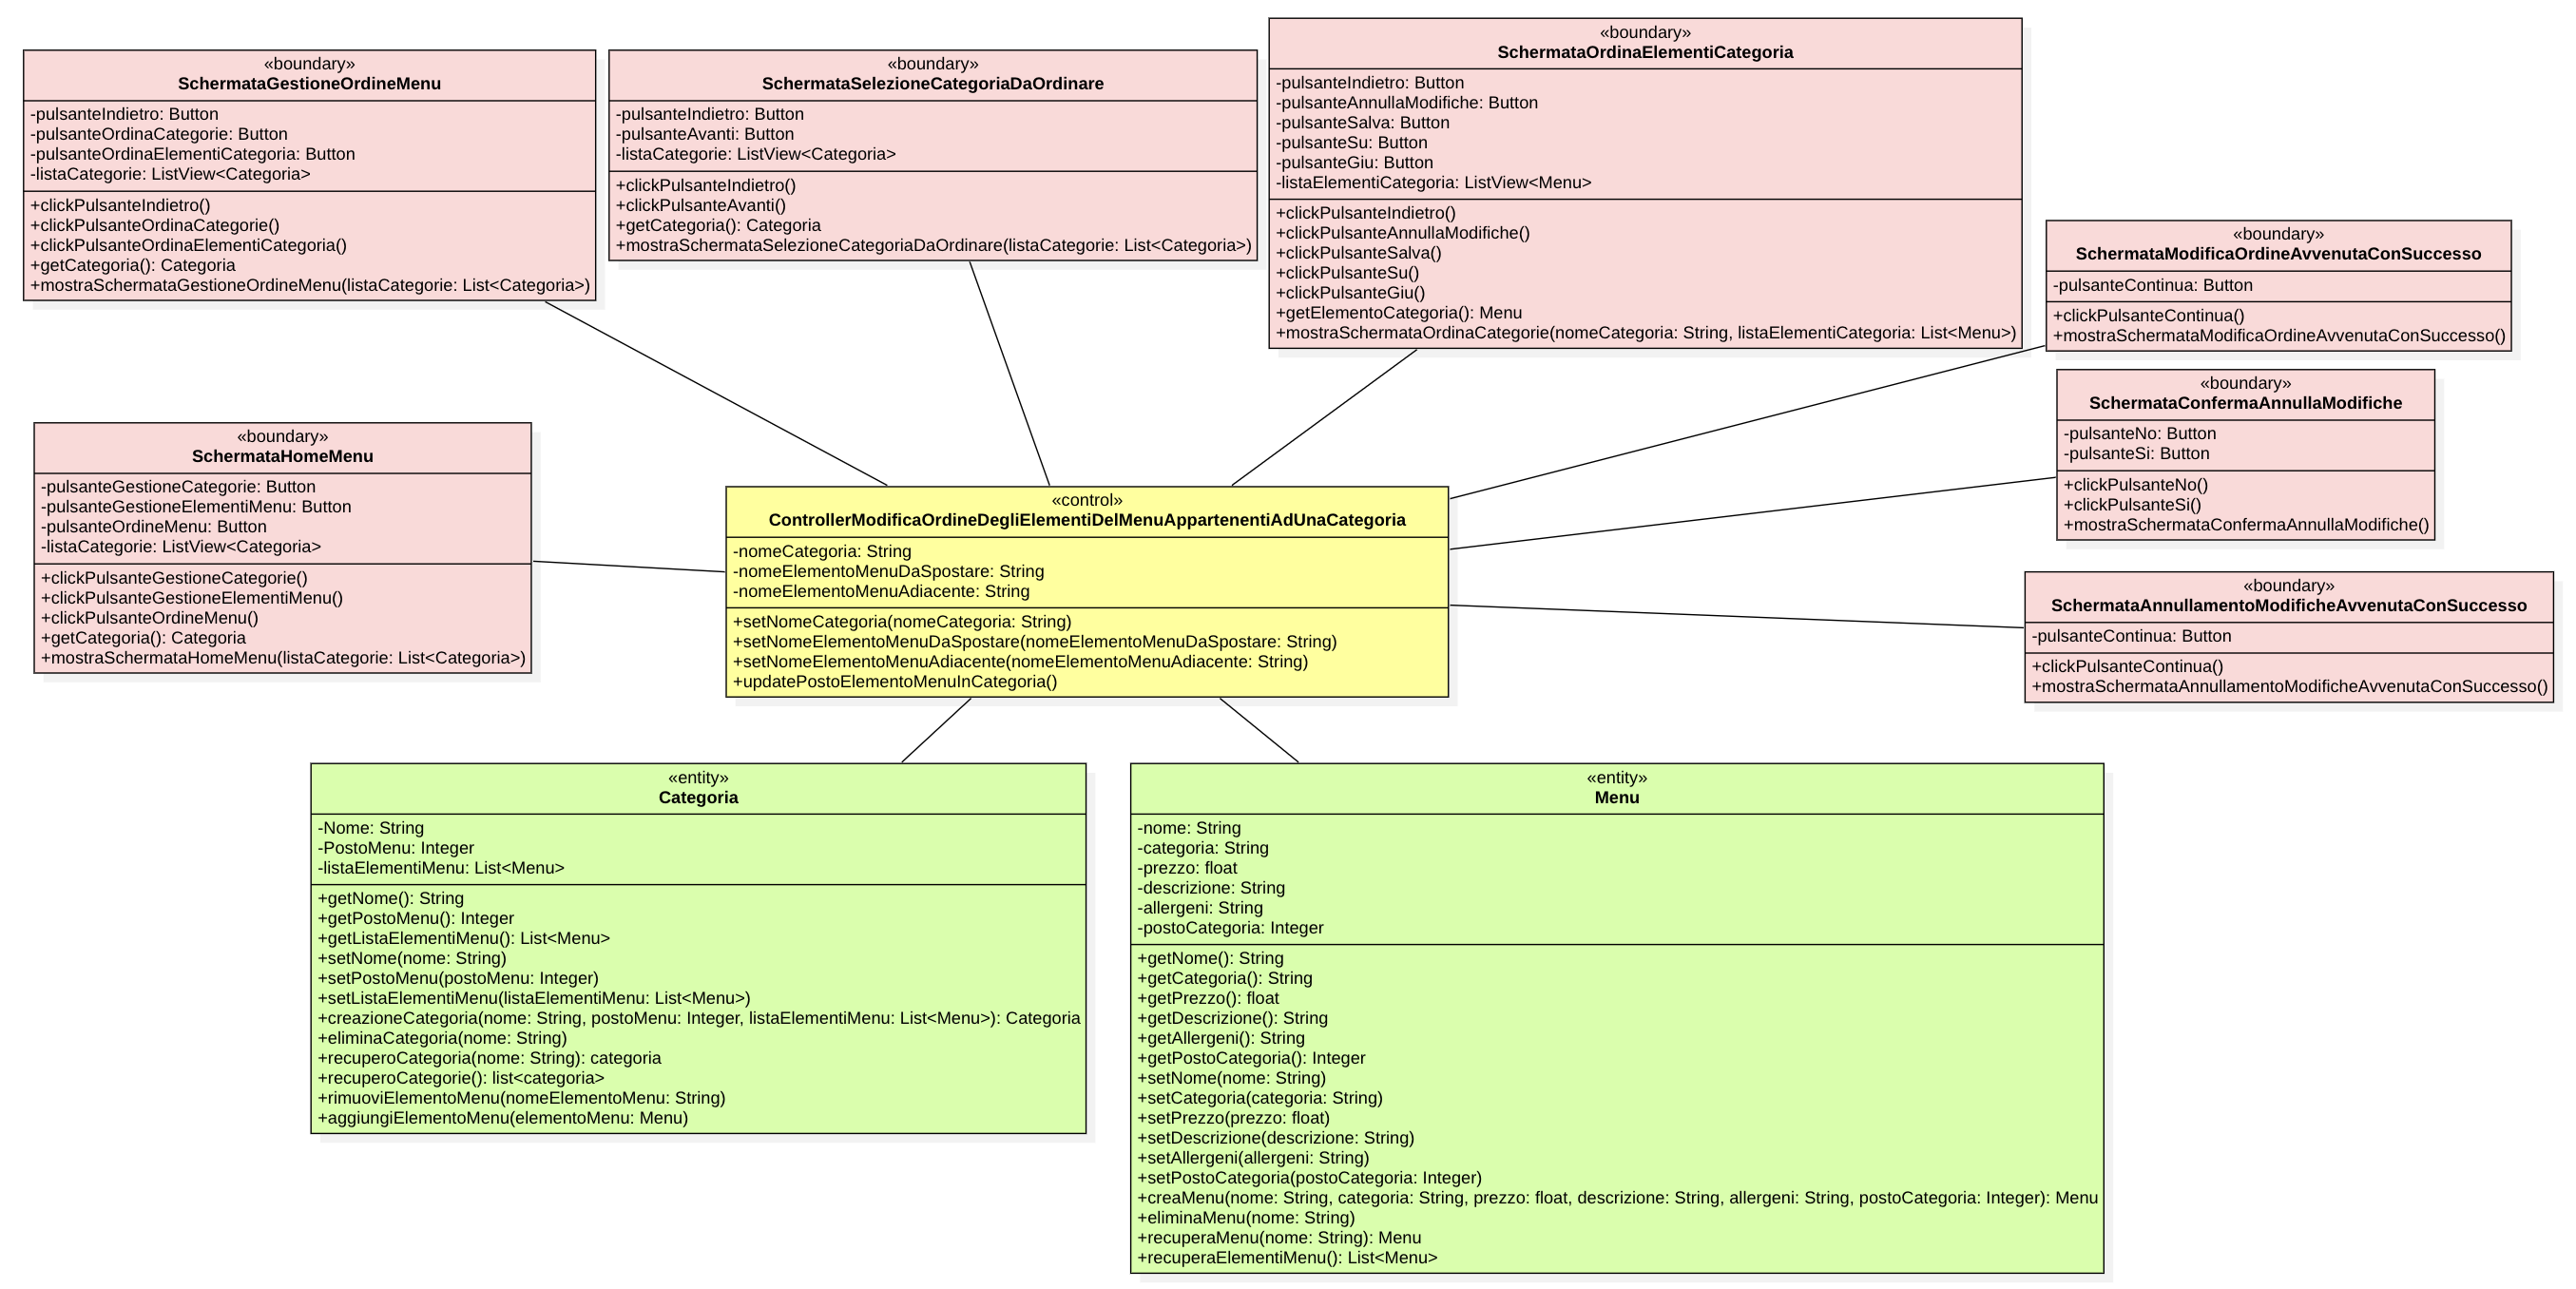 «boundary»
SchermataGestioneOrdineMenu
-pulsanteIndietro: Button
-pulsanteOrdinaCategorie: Button
-pulsanteOrdinaElementiCategoria: Button
-listaCategorie: ListView<Categoria>
+clickPulsanteIndietro()
+clickPulsanteOrdinaCategorie()
+clickPulsanteOrdinaElementiCategoria()
+getCategoria(): Categoria
+mostraSchermataGestioneOrdineMenu(listaCategorie: List<Categoria>)
«boundary»
SchermataSelezioneCategoriaDaOrdinare
-pulsanteIndietro: Button
-pulsanteAvanti: Button
-listaCategorie: ListView<Categoria>
+clickPulsanteIndietro()
+clickPulsanteAvanti()
+getCategoria(): Categoria
+mostraSchermataSelezioneCategoriaDaOrdinare(listaCategorie: List<Categoria>)
«boundary»
SchermataOrdinaElementiCategoria
-pulsanteIndietro: Button
-pulsanteAnnullaModifiche: Button
-pulsanteSalva: Button
-pulsanteSu: Button
-pulsanteGiu: Button
-listaElementiCategoria: ListView<Menu>
+clickPulsanteIndietro()
+clickPulsanteAnnullaModifiche()
+clickPulsanteSalva()
+clickPulsanteSu()
+clickPulsanteGiu()
+getElementoCategoria(): Menu
+mostraSchermataOrdinaCategorie(nomeCategoria: String, listaElementiCategoria: List<Menu>)
«boundary»
SchermataModificaOrdineAvvenutaConSuccesso
-pulsanteContinua: Button
+clickPulsanteContinua()
+mostraSchermataModificaOrdineAvvenutaConSuccesso()
«boundary»
SchermataConfermaAnnullaModifiche
-pulsanteNo: Button
-pulsanteSi: Button
+clickPulsanteNo()
+clickPulsanteSi()
+mostraSchermataConfermaAnnullaModifiche()
«boundary»
SchermataHomeMenu
-pulsanteGestioneCategorie: Button
-pulsanteGestioneElementiMenu: Button
-pulsanteOrdineMenu: Button
-listaCategorie: ListView<Categoria>
+clickPulsanteGestioneCategorie()
+clickPulsanteGestioneElementiMenu()
+clickPulsanteOrdineMenu()
+getCategoria(): Categoria
+mostraSchermataHomeMenu(listaCategorie: List<Categoria>)
«control»
ControllerModificaOrdineDegliElementiDelMenuAppartenentiAdUnaCategoria
-nomeCategoria: String
-nomeElementoMenuDaSpostare: String
-nomeElementoMenuAdiacente: String
+setNomeCategoria(nomeCategoria: String)
+setNomeElementoMenuDaSpostare(nomeElementoMenuDaSpostare: String)
+setNomeElementoMenuAdiacente(nomeElementoMenuAdiacente: String)
+updatePostoElementoMenuInCategoria()
«boundary»
SchermataAnnullamentoModificheAvvenutaConSuccesso
-pulsanteContinua: Button
+clickPulsanteContinua()
+mostraSchermataAnnullamentoModificheAvvenutaConSuccesso()
«entity»
Categoria
-Nome: String
-PostoMenu: Integer
-listaElementiMenu: List<Menu>
+getNome(): String
+getPostoMenu(): Integer
+getListaElementiMenu(): List<Menu>
+setNome(nome: String)
+setPostoMenu(postoMenu: Integer)
+setListaElementiMenu(listaElementiMenu: List<Menu>)
+creazioneCategoria(nome: String, postoMenu: Integer, listaElementiMenu: List<Menu>): Categoria
+eliminaCategoria(nome: String)
+recuperoCategoria(nome: String): categoria
+recuperoCategorie(): list<categoria>
+rimuoviElementoMenu(nomeElementoMenu: String)
+aggiungiElementoMenu(elementoMenu: Menu)
«entity»
Menu
-nome: String
-categoria: String
-prezzo: float
-descrizione: String
-allergeni: String
-postoCategoria: Integer
+getNome(): String
+getCategoria(): String
+getPrezzo(): float
+getDescrizione(): String
+getAllergeni(): String
+getPostoCategoria(): Integer
+setNome(nome: String)
+setCategoria(categoria: String)
+setPrezzo(prezzo: float)
+setDescrizione(descrizione: String)
+setAllergeni(allergeni: String)
+setPostoCategoria(postoCategoria: Integer)
+creaMenu(nome: String, categoria: String, prezzo: float, descrizione: String, allergeni: String, postoCategoria: Integer): Menu
+eliminaMenu(nome: String)
+recuperaMenu(nome: String): Menu
+recuperaElementiMenu(): List<Menu>